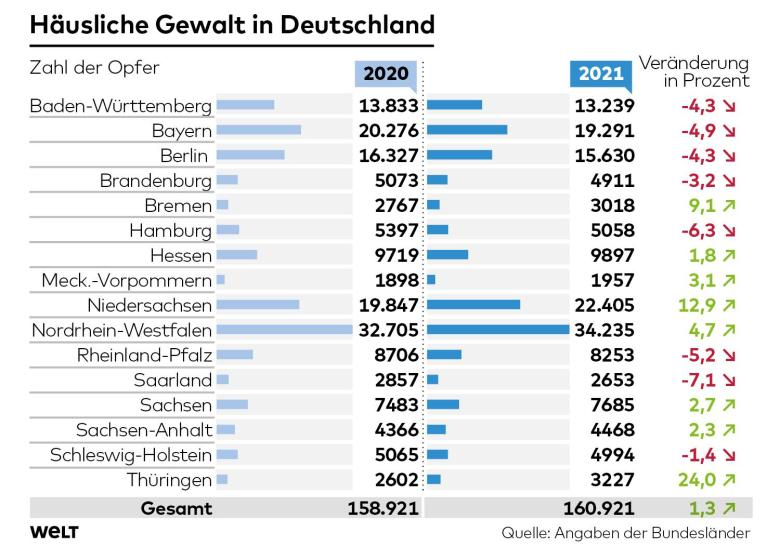 Häusliche Gewalt in Deutschland
Zahl der Opfer 2020 2021 Veränderung in Prozent
Baden-Württemberg 13.833 13.239 -4,3 ↘
Bayern 20.276 19.291 -4,9 ↘
Berlin 16.327 15.630 -4,3 ↘
Brandenburg 5073 4911 -3,2 ↘
Bremen 2767 3018 9,1 ↗
Hamburg 5397 5058 -6,3 ↘
Hessen 9719 9897 1,8 ↗
Meck.-Vorpommern 1898 1957 3,1 ↗
Niedersachsen 19.847 22.405 12,9 ↗
Nordrhein-Westfalen 32.705 34.235 4,7 ↗
Rheinland-Pfalz 8706 8253 -5,2 ↘
Saarland 2857 2653 -7,1 ↘
Sachsen 7483 7685 2,7 ↗
Sachsen-Anhalt 4366 4468 2,3 ↗
Schleswig-Holstein 5065 4994 -1,4 ↘
Thüringen 2602 3227 24,0 ↗
Gesamt 158.921 160.921 1,3 ↗
WELT Quelle: Angaben der Bundesländer